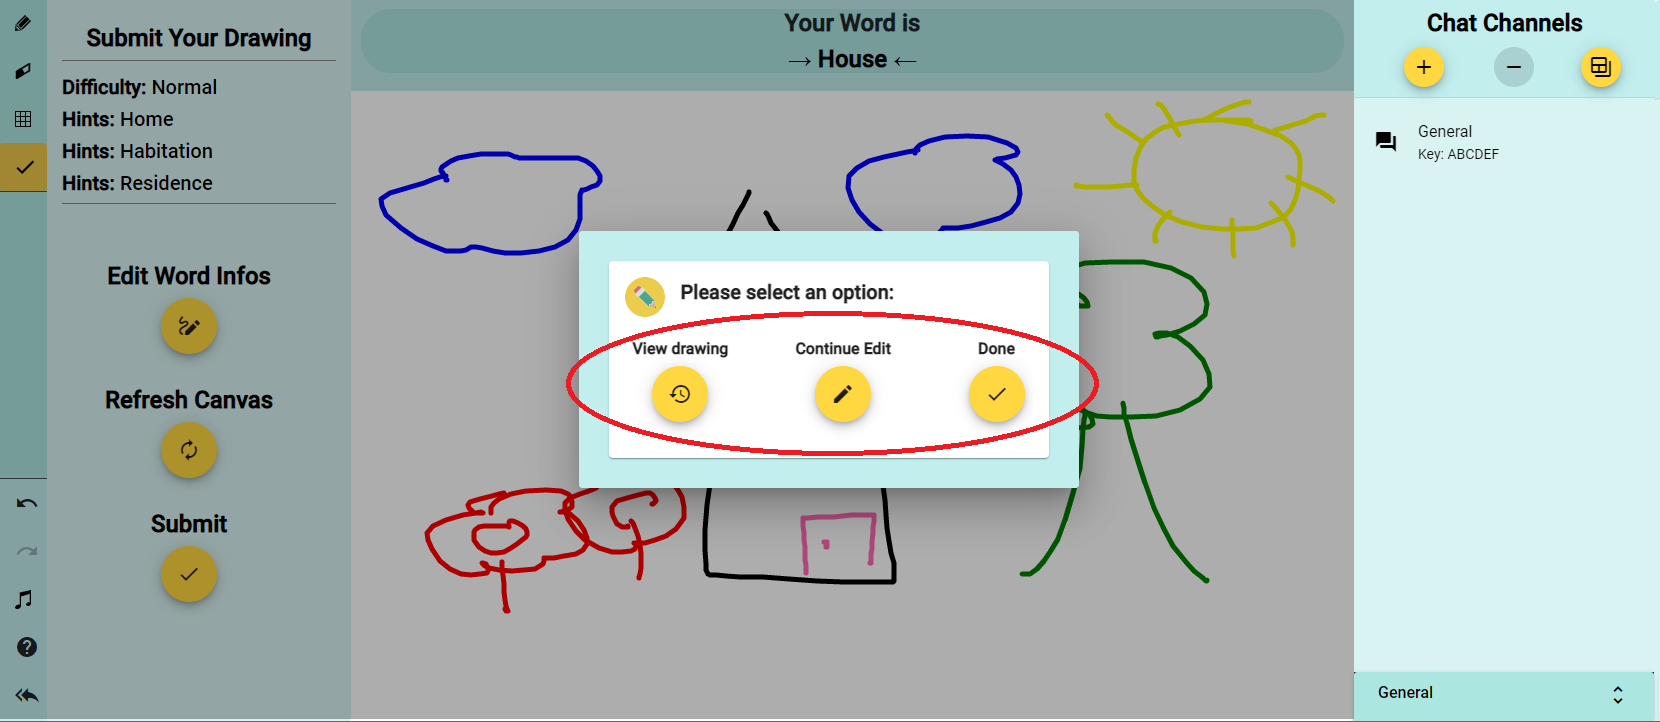 Submit Your Drawing
Difficulty: Normal
Hints: Home
Hints: Habitation
Hints: Residence
Edit Word Infos
Refresh Canvas
Submit
Your Word is
→ House ←
Please select an option:
View drawing
Continue Edit
Done
Chat Channels
General
Key: ABCDEF
General